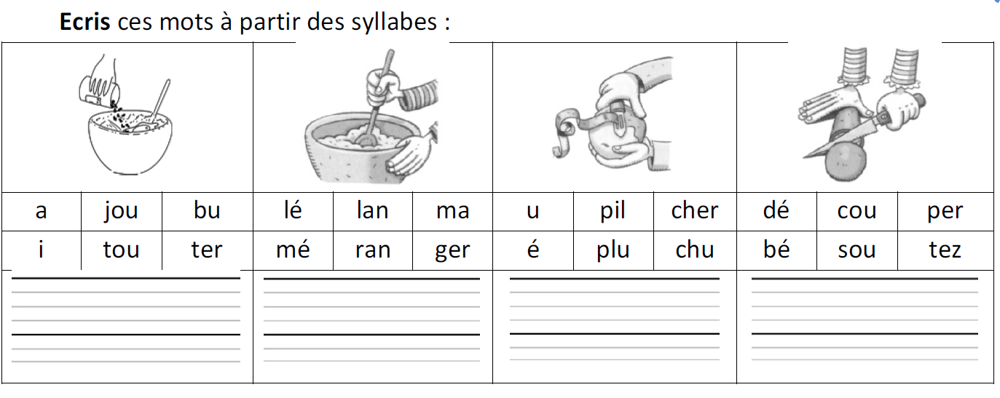 Ecris ces mots à partir des syllabes :
a jou bu lé lan ma u pil cher dé cou per
i tou ter mé ran ger é plu chu bé sou tez